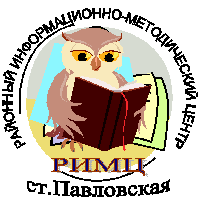 РАЙОННЫЙ ИНФОРМАЦИОННО-МЕТОДИЧЕСКИЙ ЦЕНТР
РИМЦ
ст.Павловская